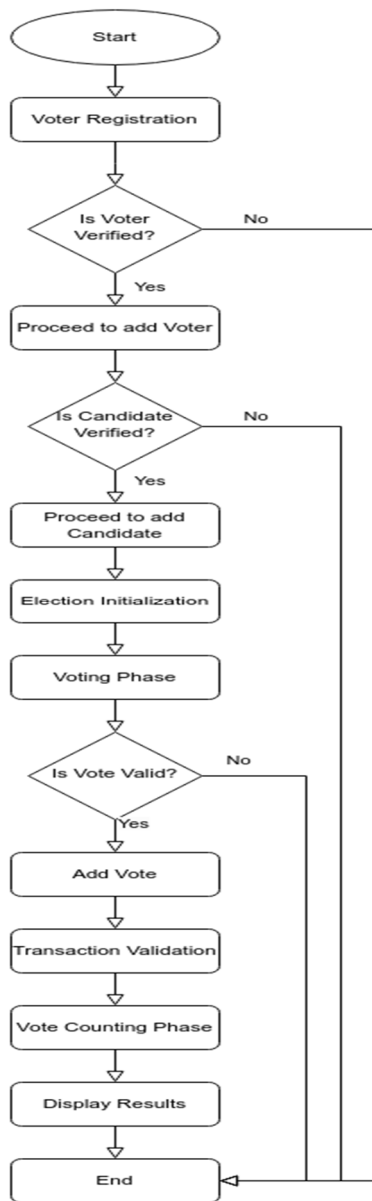 Start
Voter Registration
Is Voter
Verified?
No
Yes
Proceed to add Voter
Is Candidate
Verified?
No
Yes
Proceed to add
Candidate
Election Initialization
Voting Phase
Is Vote Valid?
No
Yes
Add Vote
Transaction Validation
Vote Counting Phase
Display Results
End